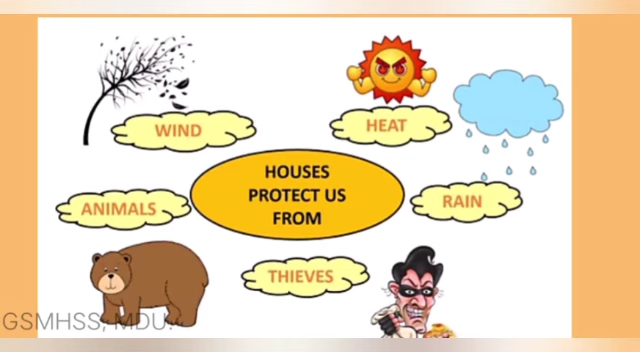 WIND
HEAT
HOUSES
PROTECT US
FROM
ANIMALS
RAIN
THIEVES
GSMHSS, MDU.